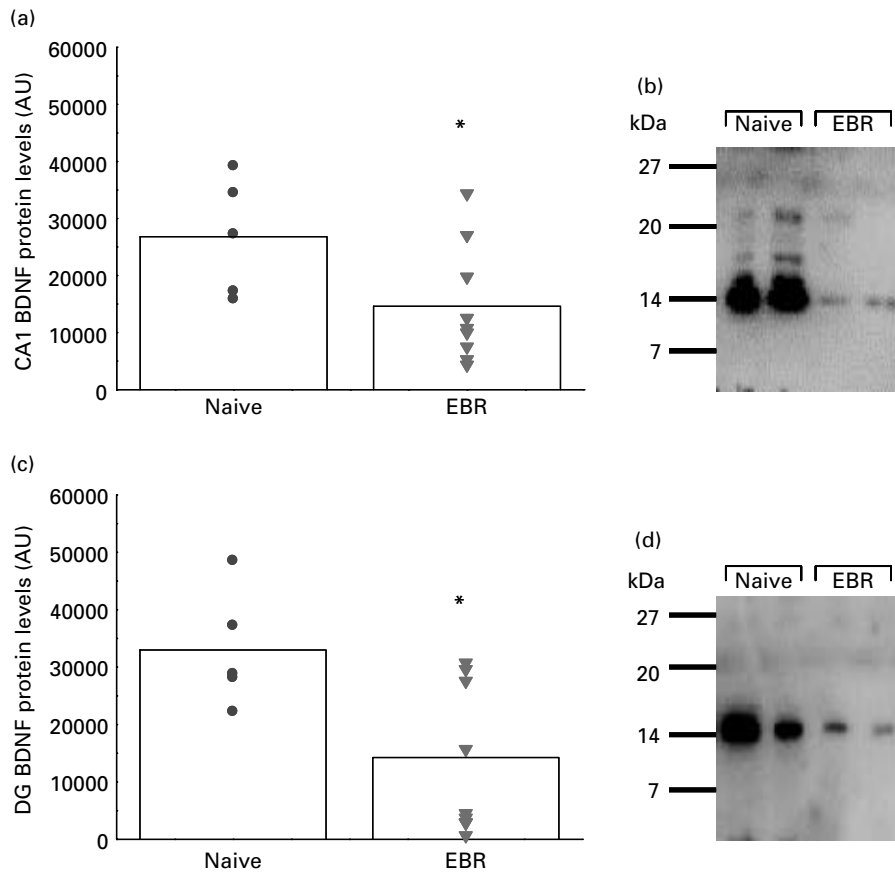 (a)
CA1 BDNF protein levels (AU)
60000
50000
40000
30000
20000
10000
0
*
Naive EBR
(b)
kDa Naive EBR
27
20
14
7
(c)
DG BDNF protein levels (AU)
60000
50000
40000
30000
20000
10000
0
*
Naive EBR
(d)
kDa Naive EBR
27
20
14
7